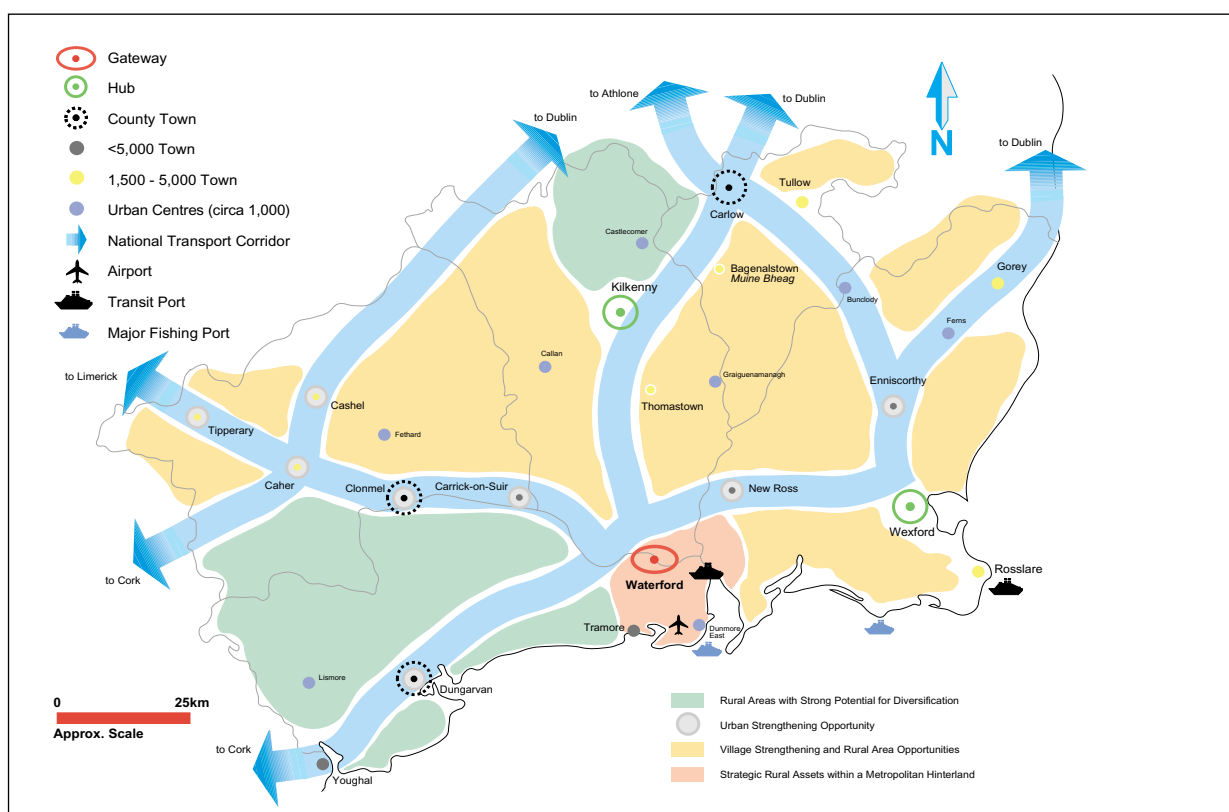 Gateway
Hub
County Town
<5,000 Town
1,500 - 5,000 Town
Urban Centres (circa 1,000)
National Transport Corridor
Airport
Transit Port
Major Fishing Port
to Athlone
to Dublin
to Dublin
N
to Dublin
Tullow
Carlow
Castlecomer
Bagenalstown
Muine Bheag
Gorey
Kilkenny
Bunclody
Ferns
Callan
to Limerick
Graiguenamanagh
Enniscorthy
Cashel
Thomastown
Tipperary
Fethard
Caher
Clonmel
Carrick-on-Suir
New Ross
Wexford
to Cork
Waterford
Rosslare
Tramore
Dunmore
East
Lismore
Dungarvan
0
25km
Approx. Scale
to Cork
Youghal
Rural Areas with Strong Potential for Diversification
Urban Strengthening Opportunity
Village Strengthening and Rural Area Opportunities
Strategic Rural Assets within a Metropolitan Hinterland